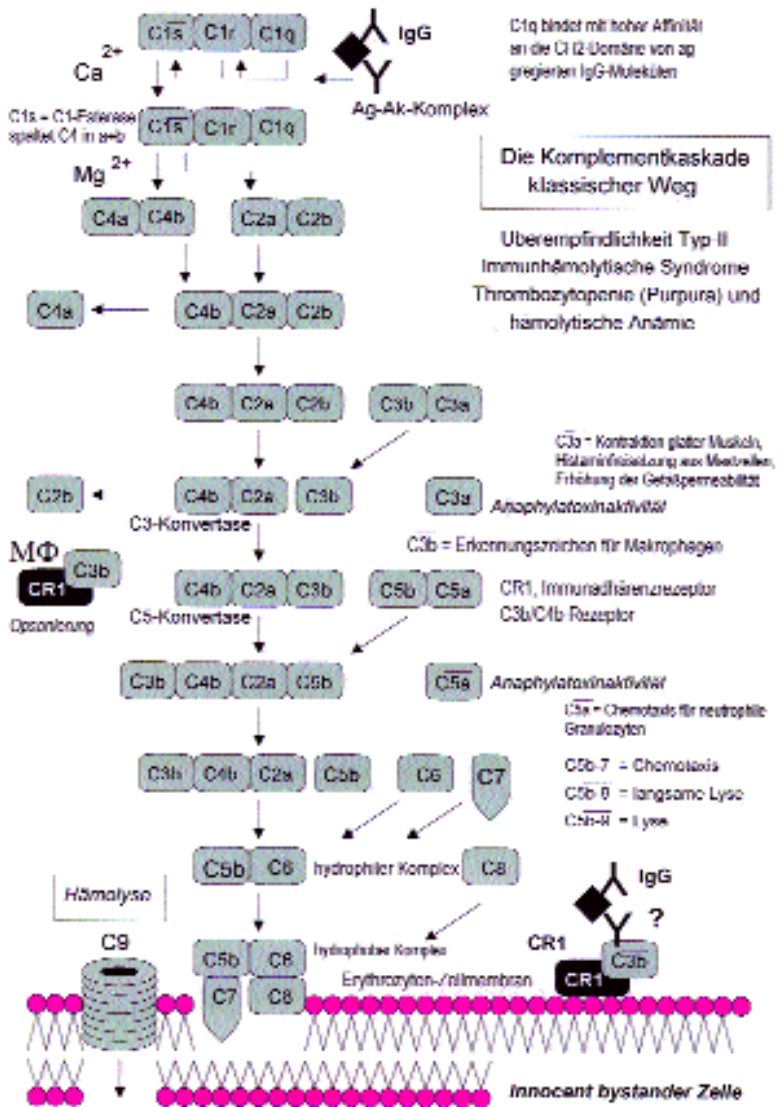 C1s C1r C1q
IgG
C1q bindet mit hoher Affinität
an die CH2-Domäne von ag
gregierten IgG-Molekülen
Ca 2+
Ag-Ak-Komplex
C1s = C1-Esterase
spaltet C4 in a+b
C1s C1r C1q
Die Komplementkaskade
klassischer Weg
Mg 2+
C4a C4b C2a C2b
Überempfindlichkeit Typ-II
Immunhämolytische Syndrome
Thrombozytopenie (Purpura) und
hämolytische Anämie
C4a
C4b C2a C2b
C4b C2a C2b C3b C3a
C3a = Kontraktion glatter Muskeln,
Histaminfreisetzung aus Mastzellen,
Erhöhung der Gefäßpermeabilität
C2b
C4b C2a C3b C3a
Anaphylatoxinaktivität
C3-Konvertase
C3b = Erkennungszeichen für Makrophagen
MΦ
C3b
CR1
Opsonierung
C4b C2a C3b C5b C5a
CR1, Immunadhärenzrezeptor
C3b/C4b-Rezeptor
C5-Konvertase
C3b C4b C2a C5b C5a
Anaphylatoxinaktivität
C5a = Chemotaxis für neutrophile
Granulozyten
C3b C4b C2a C5b C6 C7
C5b-7 = Chemotaxis
C5b-8 = langsame Lyse
C5b-9 = Lyse
C5b C6 hydrophiler Komplex C8
Hämolyse
IgG
?
C9
C5b C6 hydrophober Komplex
CR1
C3b
CR1
C7 C8
Erythrozyten-/Zellmembran
Innocent bystander Zelle